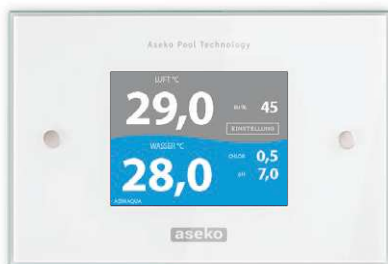 Aseko Pool Technology
LUFT °C
29,0
RH % 45
EINSTELLUNG
WASSER °C
28,0
CHLOR 0,5
pH 7,0
ASINAQUA
aseko